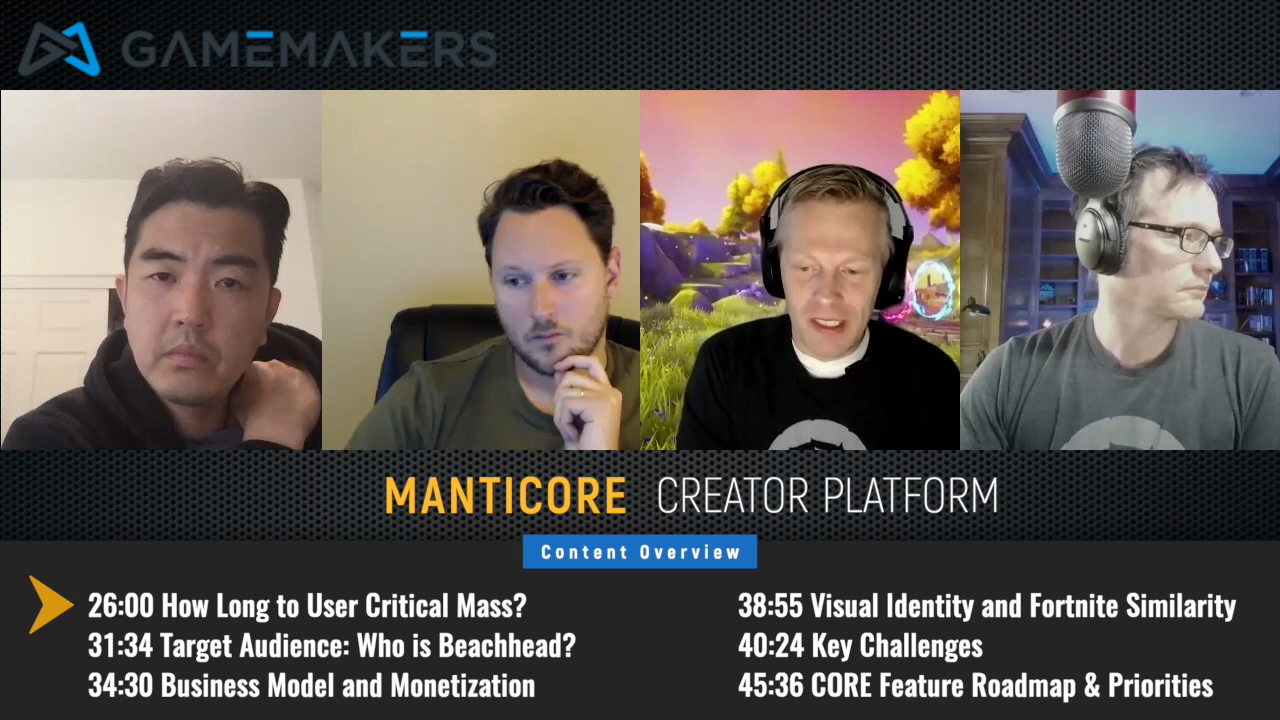 GAMEMAKERS
MANTICORE CREATOR PLATFORM
Content Overview
26:00 How Long to User Critical Mass?
31:34 Target Audience: Who is Beachhead?
34:30 Business Model and Monetization
38:55 Visual Identity and Fortnite Similarity
40:24 Key Challenges
45:36 CORE Feature Roadmap & Priorities